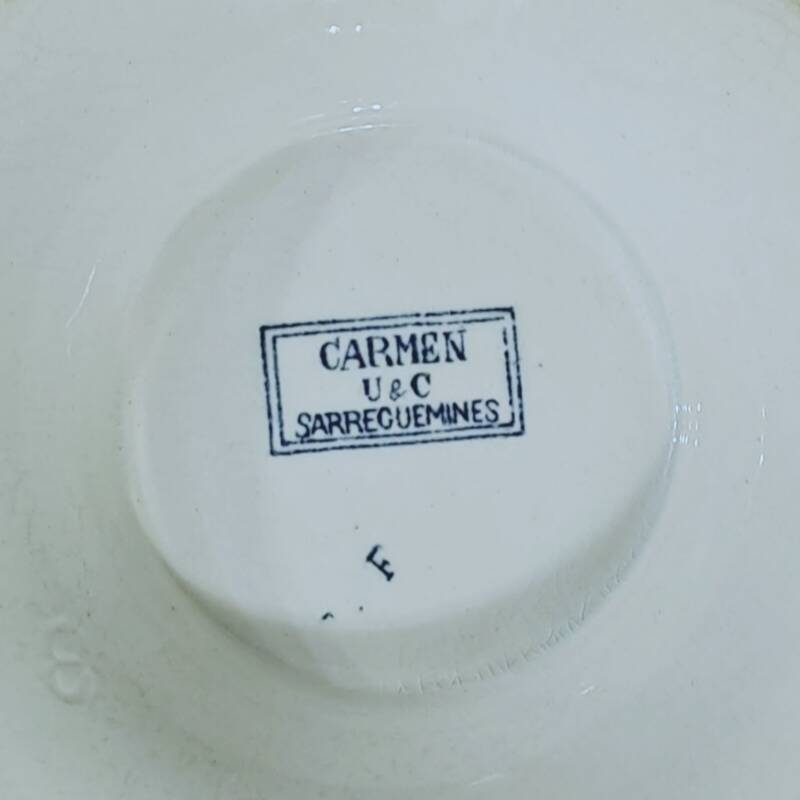 CARMEN
U & C
SARREGUEMINES
F